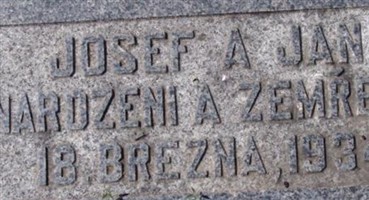 JOSEF A JAN
NAROZENI A ZEMŘE
18. BŘEZNA, 193